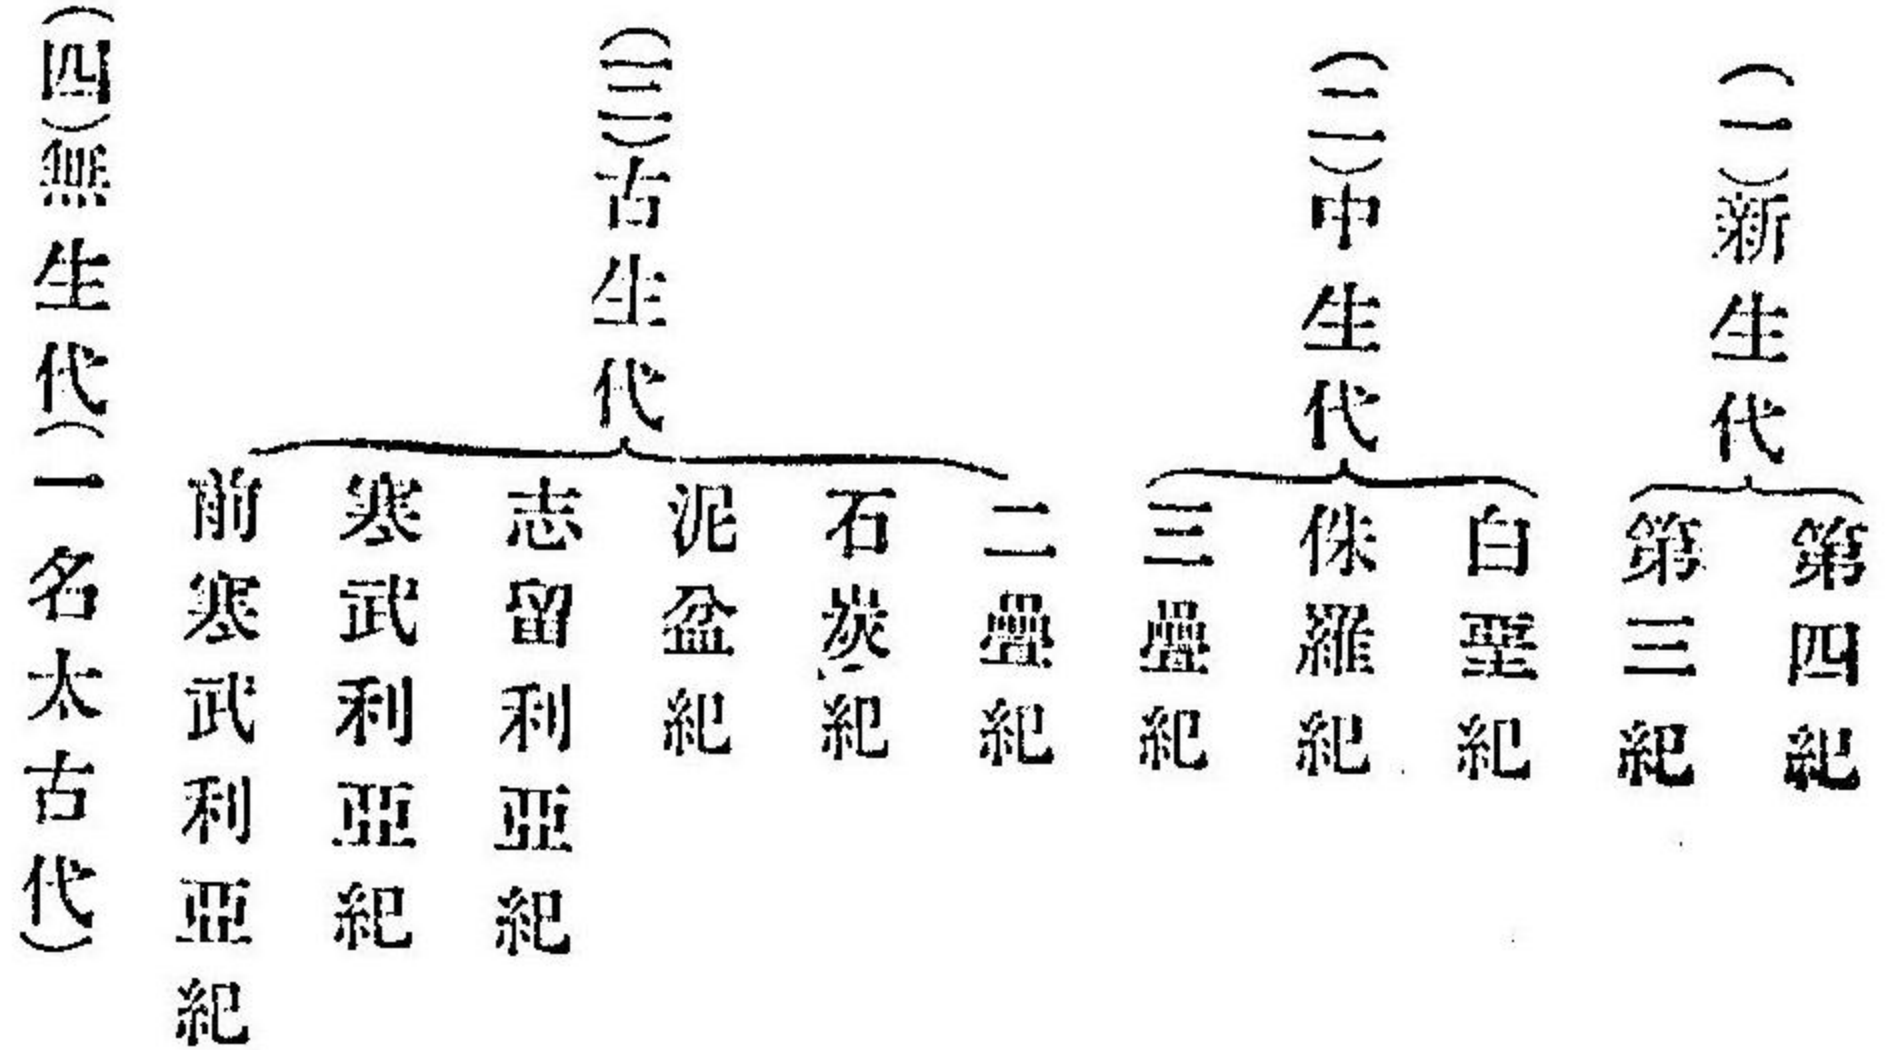 (一)新生代
第四紀
第三紀
(二)中生代
白堊紀
侏羅紀
三疊紀
(三)古生代
二疊紀
石炭紀
泥盆紀
志留利亞紀
寒武利亞紀
前寒武利亞紀
(四)無生代(一名太古代)